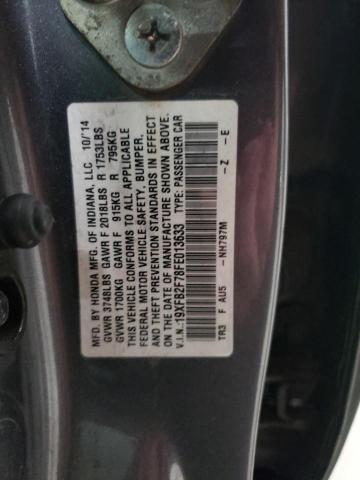 MFD. BY HONDA MFG. OF INDIANA, LLC 10/14
GVWR 3748LBS GAWR F 2018LBS R 1753LBS
GVWR 1700KG GAWR F 915KG R 795KG
THIS VEHICLE CONFORMS TO ALL APPLICABLE
FEDERAL MOTOR VEHICLE SAFETY, BUMPER,
AND THEFT PREVENTION STANDARDS IN EFFECT
ON THE DATE OF MANUFACTURE SHOWN ABOVE.
V.I.N.:19XFB2F78FE013633 TYPE: PASSENGER CAR
TR3 F AU5 - NH797M -Z -E